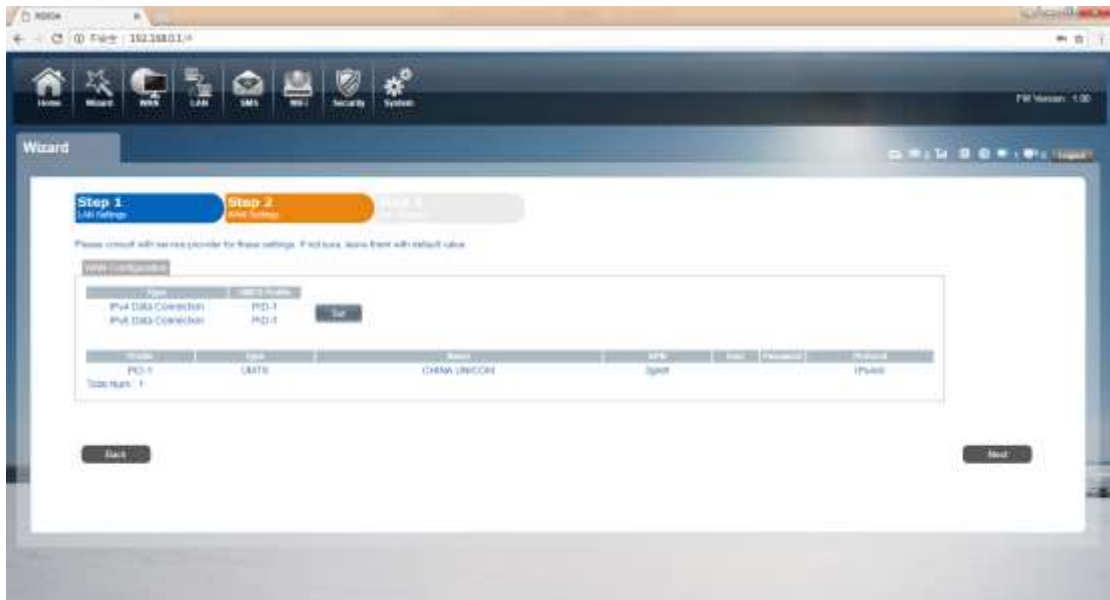 192.168.0.1/#
Home Wizard WAN LAN SMS WiFi Security System
FW Version: 1.00
Wizard
Logout
Step 1 Step 2
LAN Settings WAN Settings
Please consult with service provider for these settings. If not sure, leave them with default value.
WAN Configuration
Type
IPv4 Data Connection PID-1
IPv6 Data Connection PID-1
Set
Profile Type Name APN User Password Protocol
PID-1 UMTS CHINA UNICOM 3gnet
Total Num : 1
Back Next